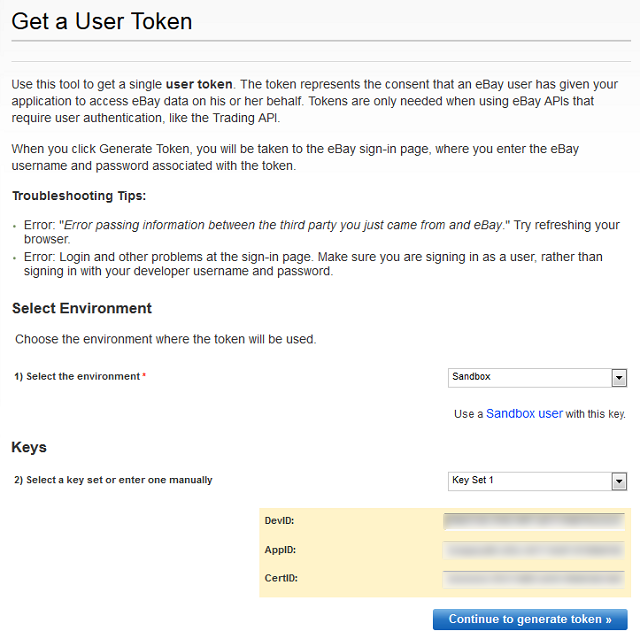 Get a User Token
Use this tool to get a single user token. The token represents the consent that an eBay user has given your
application to access eBay data on his or her behalf. Tokens are only needed when using eBay APIs that
require user authentication, like the Trading API.
When you click Generate Token, you will be taken to the eBay sign-in page, where you enter the eBay
username and password associated with the token.
Troubleshooting Tips:
Error: "Error passing information between the third party you just came from and eBay." Try refreshing your
browser.
Error: Login and other problems at the sign-in page. Make sure you are signing in as a user, rather than
signing in with your developer username and password.
Select Environment
Choose the environment where the token will be used.
1) Select the environment *
Sandbox
Use a Sandbox user with this key.
Keys
2) Select a key set or enter one manually
Key Set 1
DevID:
AppID:
CertID:
Continue to generate token »